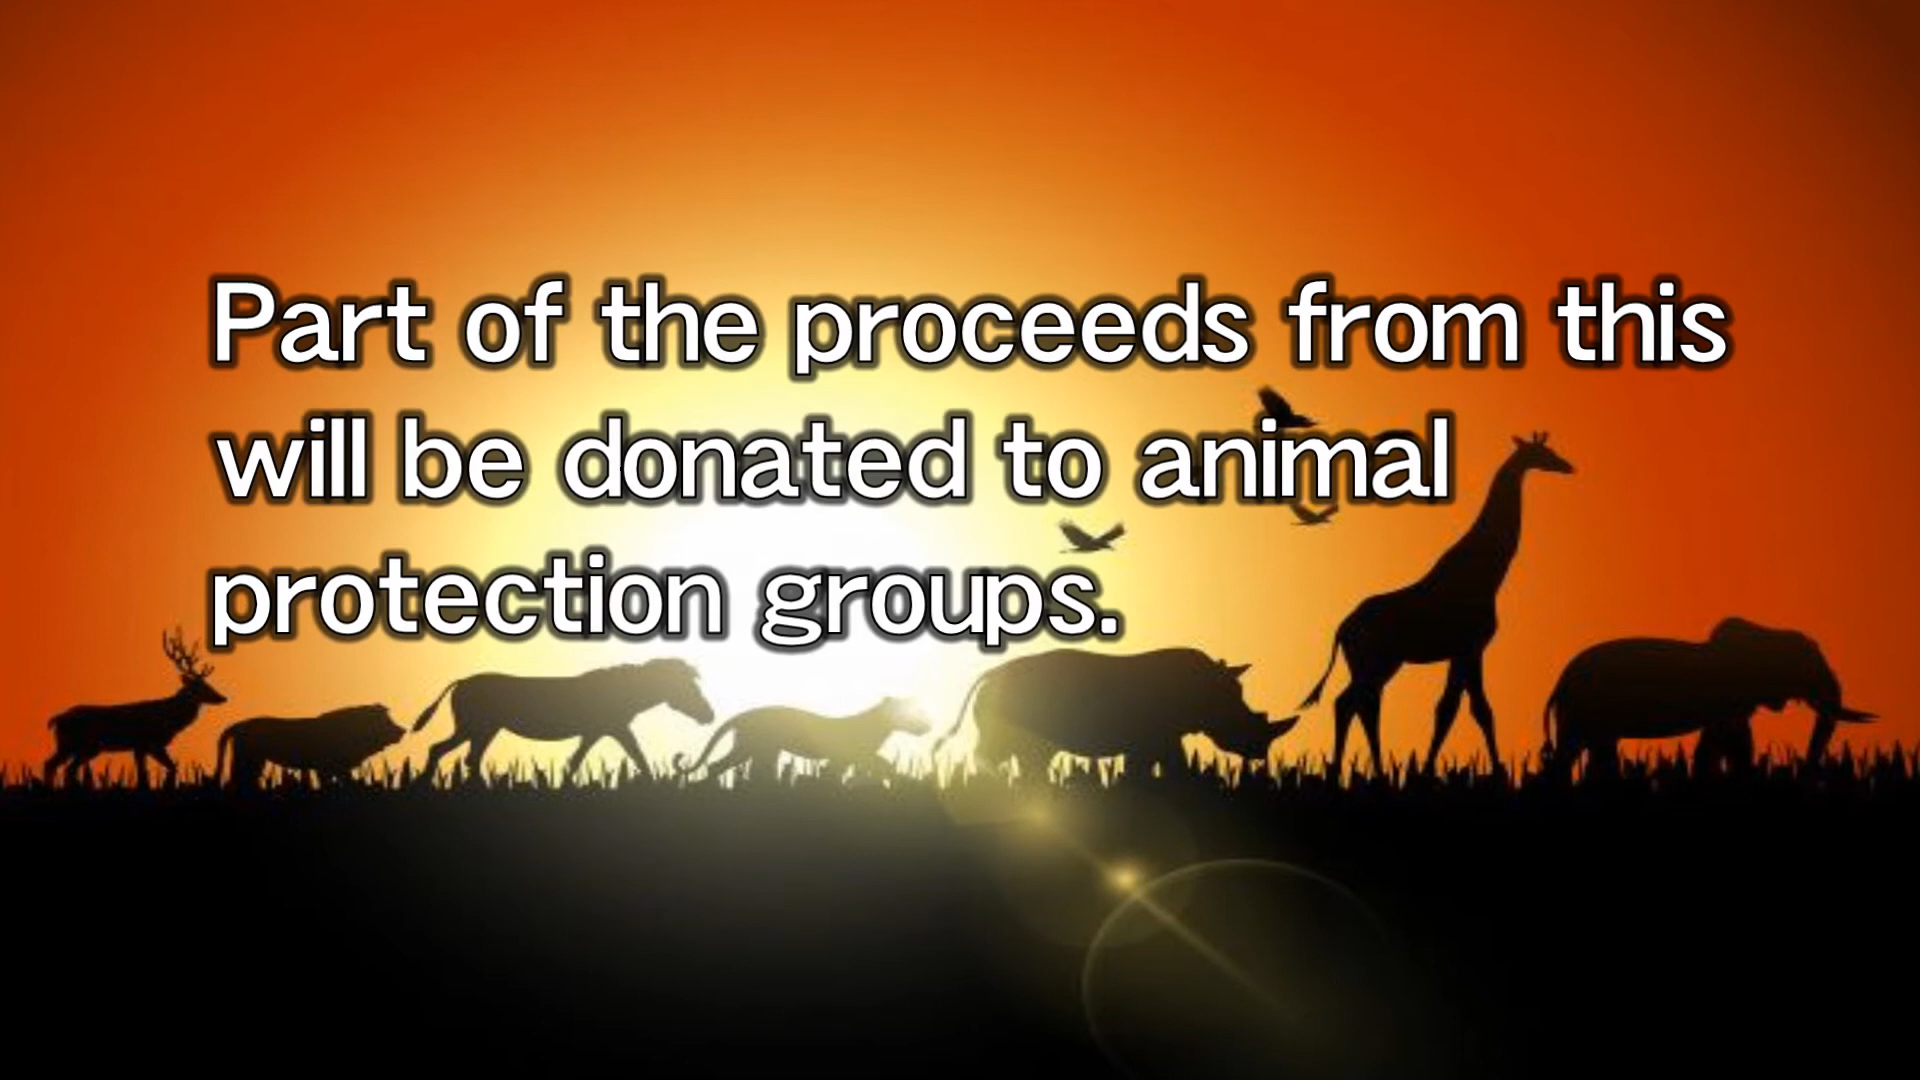 Part of the proceeds from this
will be donated to animal
protection groups.